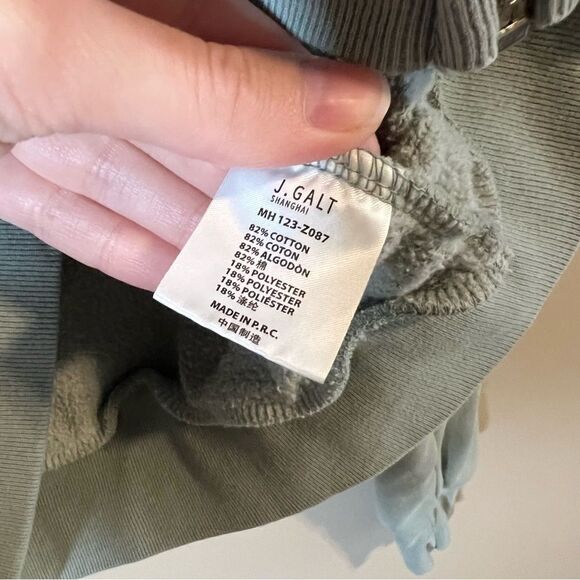 J. GALT
SHANGHAI
MH 123-Z087
82% COTTON
82% COTON
82% ALGODÓN
82% 棉
18% POLYESTER
18% POLYESTER
18% POLIÉSTER
18% 涤纶
MADE IN P.R.C.
中国制造